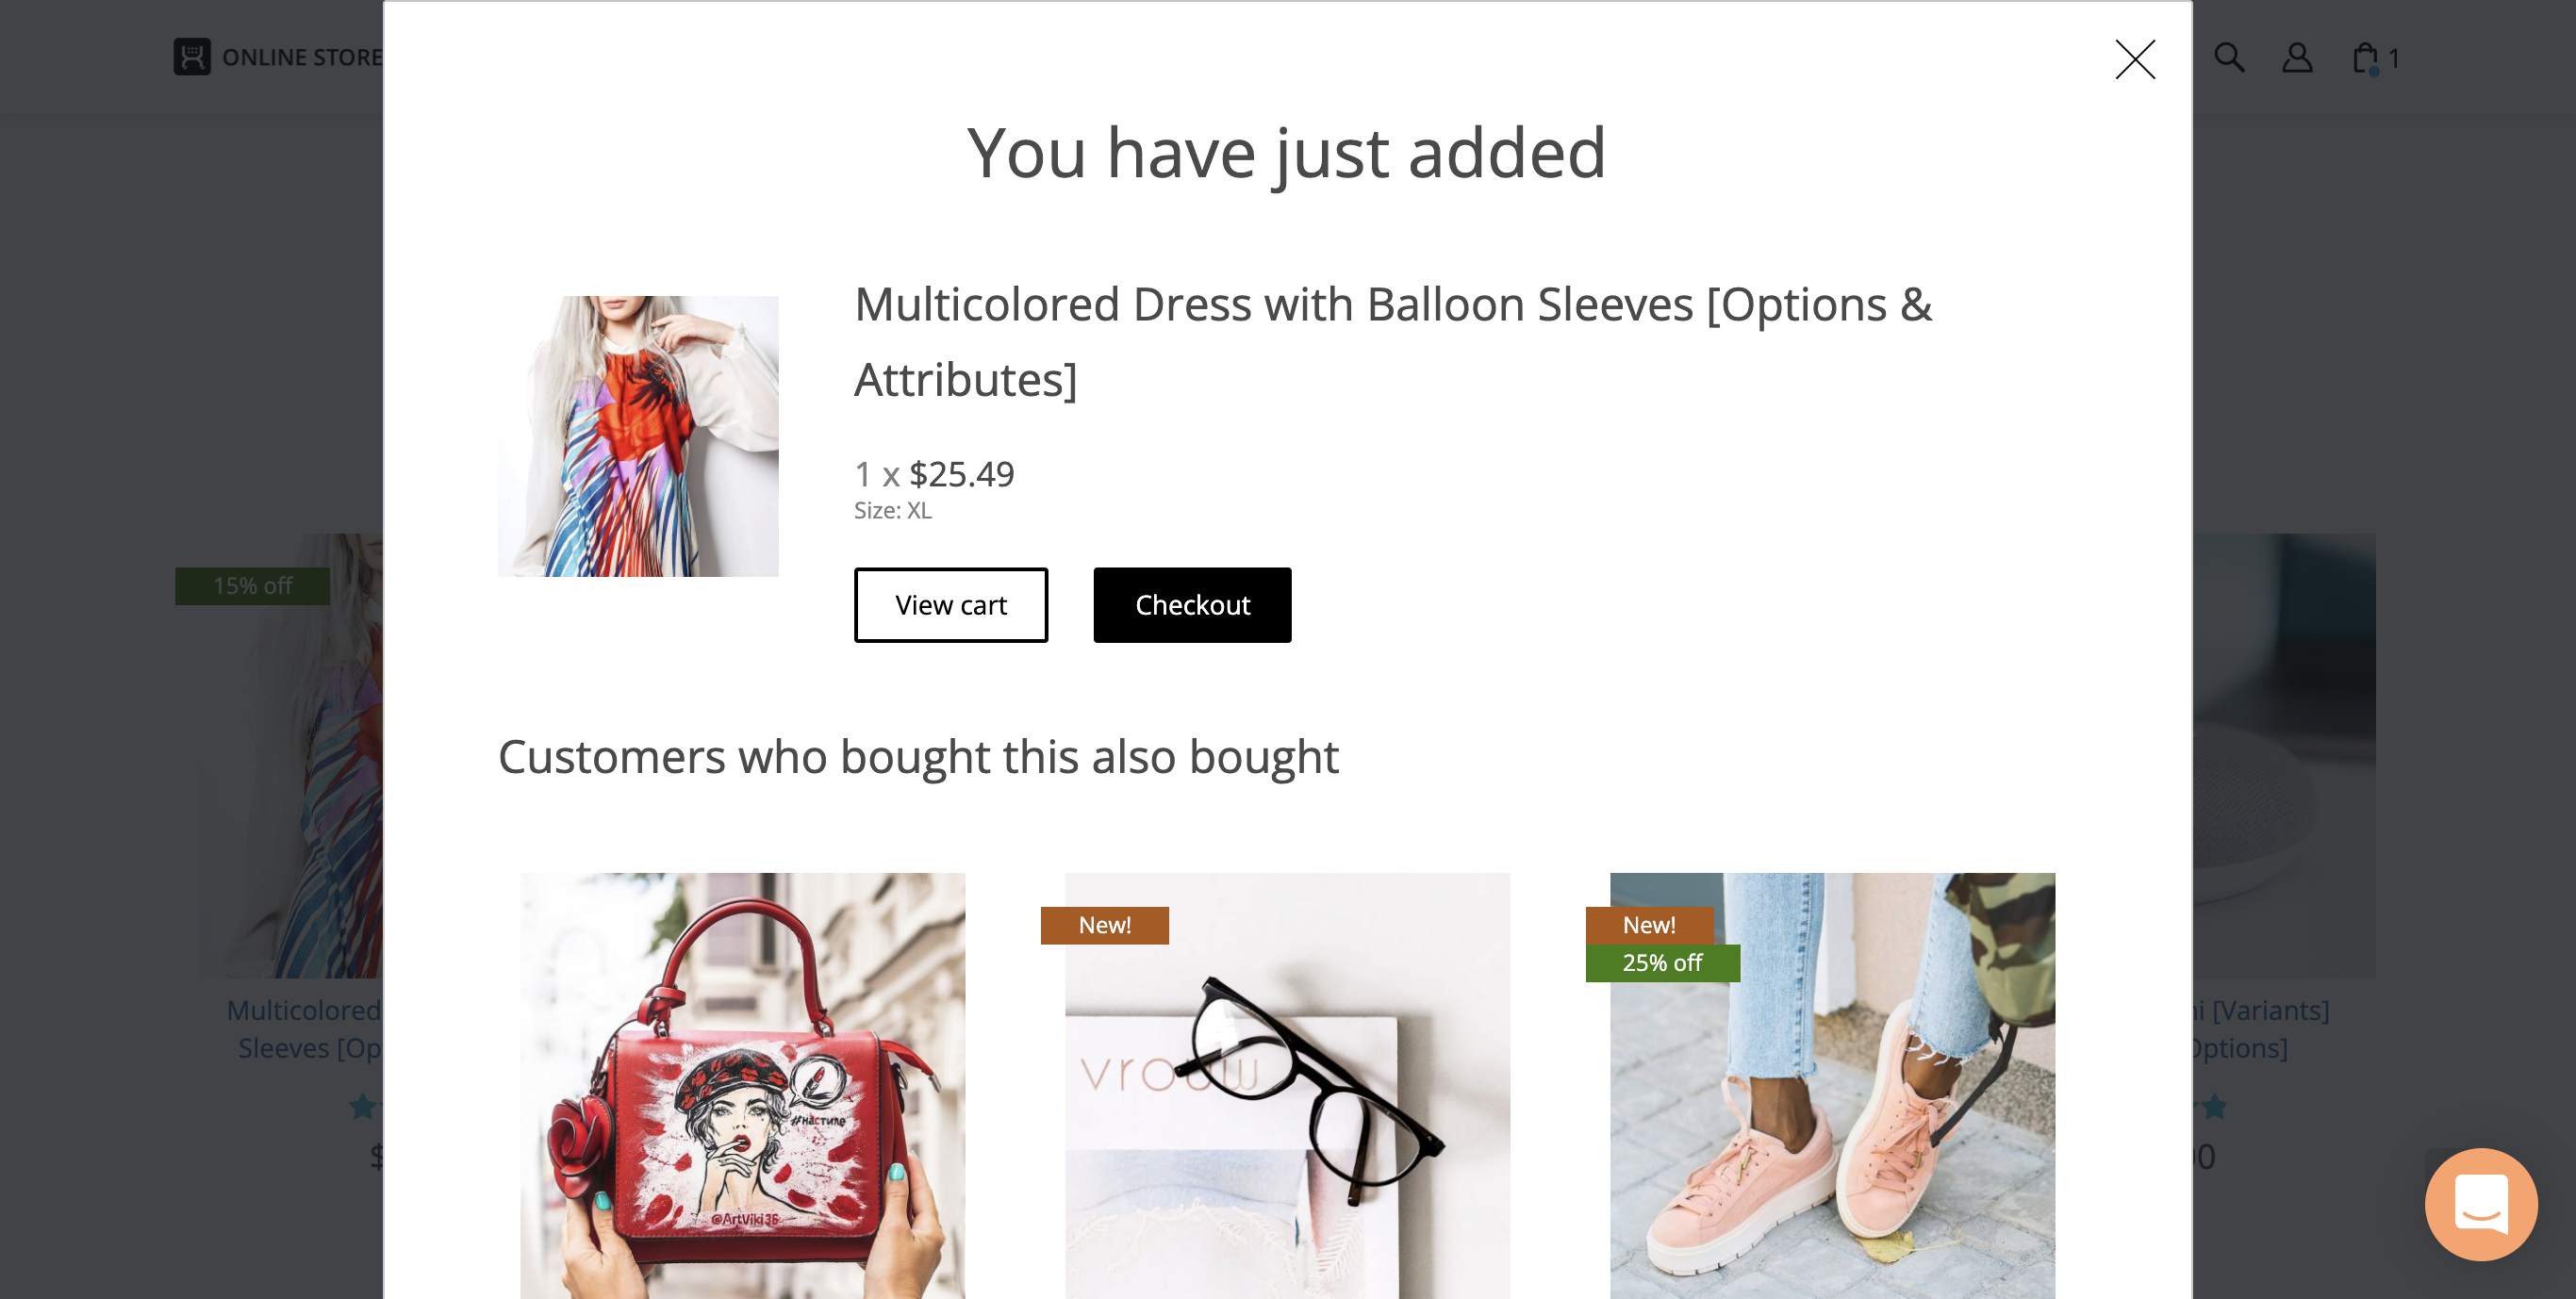 ONLINE STORE
1
You have just added
Multicolored Dress with Balloon Sleeves [Options &
Attributes]
1 x $25.49
Size: XL
View cart
Checkout
15% off
Customers who bought this also bought
New!
New!
25% off
Multicolored
Sleeves [Op
[Variants]
Options]
$
00
vrouw
#настиле
@ArtViki36